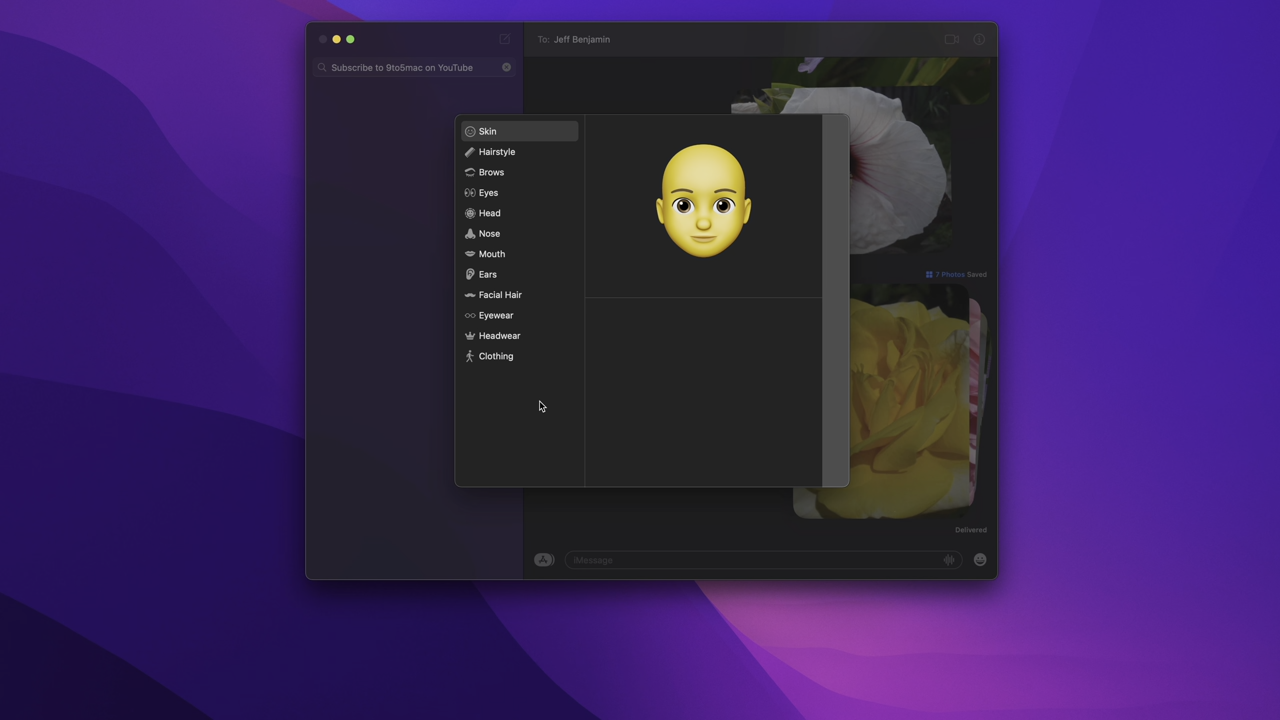 To: Jeff Benjamin
Subscribe to 9to5mac on YouTube
Skin
Hairstyle
Brows
Eyes
Head
Nose
Mouth
Ears
Facial Hair
Eyewear
Headwear
Clothing
7 Photos Saved
Delivered
iMessage